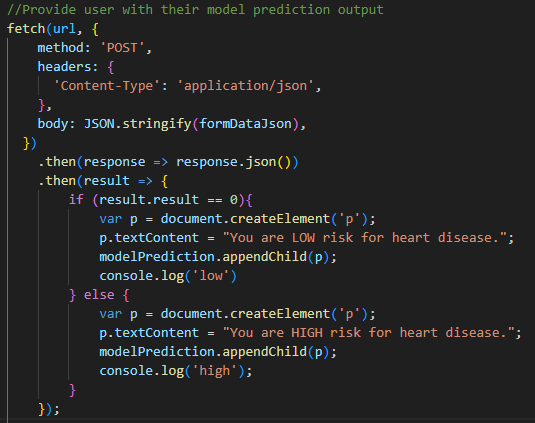 //Provide user with their model prediction output
fetch(url, {
    method: 'POST',
    headers: {
      'Content-Type': 'application/json',
    },
    body: JSON.stringify(formDataJson),
  })
    .then(response => response.json())
    .then(result => {
        if (result.result == 0){
            var p = document.createElement('p');
            p.textContent = "You are LOW risk for heart disease.";
            modelPrediction.appendChild(p);
            console.log('low')
        } else {
            var p = document.createElement('p');
            p.textContent = "You are HIGH risk for heart disease.";
            modelPrediction.appendChild(p);
            console.log('high');
        }
    });